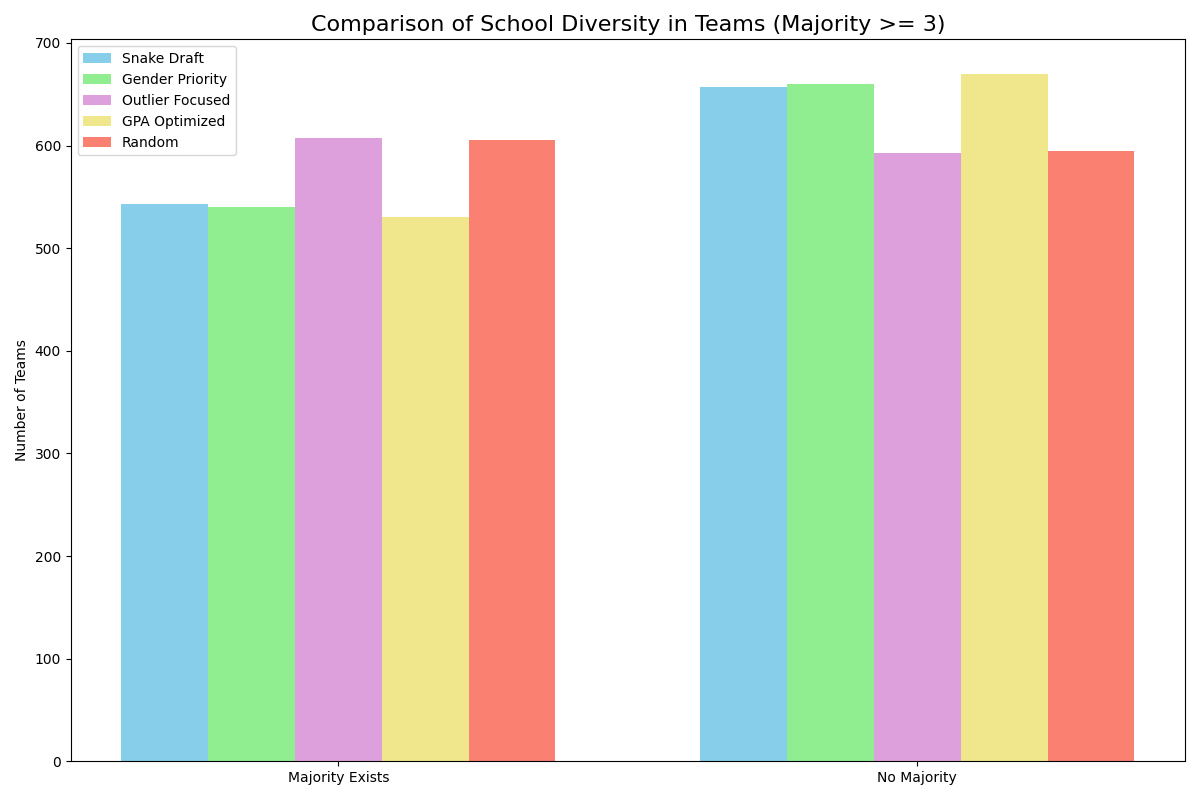 Comparison of School Diversity in Teams (Majority >= 3)
Snake Draft
Gender Priority
Outlier Focused
GPA Optimized
Random
Number of Teams
700
600
500
400
300
200
100
0
Majority Exists
No Majority